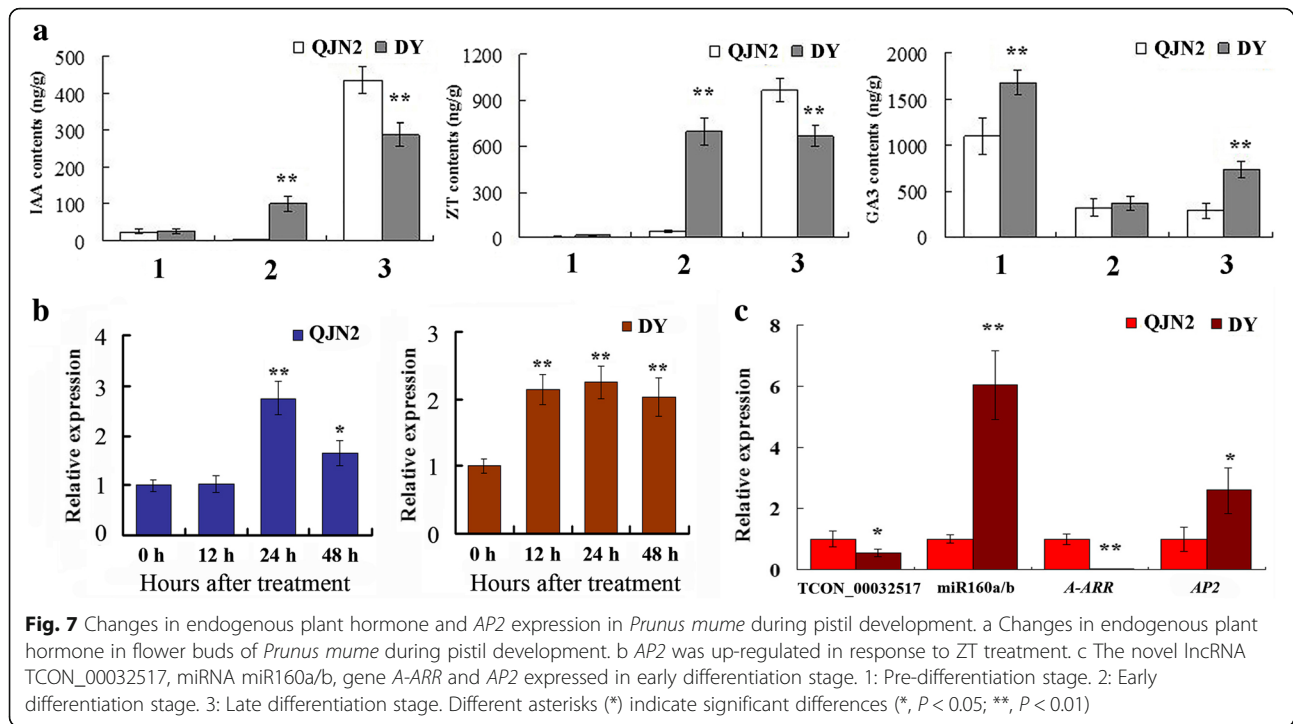 a
QJN2 DY
500
400
300
200
100
0
IAA contents (ng/g)
1 2 3
** **
QJN2 DY
1200
900
600
300
0
ZT contents (ng/g)
1 2 3
** **
QJN2 DY
2000
1500
1000
500
0
GA3 contents (ng/g)
1 2 3
** **
b
QJN2
4
3
2
1
0
Relative expression
** *
0 h 12 h 24 h 48 h
Hours after treatment
DY
3
2
1
0
Relative expression
** ** **
0 h 12 h 24 h 48 h
Hours after treatment
c
QJN2 DY
8
6
4
2
0
Relative expression
* ** ** *
TCON_00032517 miR160a/b A-ARR AP2
Fig. 7 Changes in endogenous plant hormone and AP2 expression in Prunus mume during pistil development. a Changes in endogenous plant
hormone in flower buds of Prunus mume during pistil development. b AP2 was up-regulated in response to ZT treatment. c The novel lncRNA
TCON_00032517, miRNA miR160a/b, gene A-ARR and AP2 expressed in early differentiation stage. 1: Pre-differentiation stage. 2: Early
differentiation stage. 3: Late differentiation stage. Different asterisks (*) indicate significant differences (*, P < 0.05; **, P < 0.01)